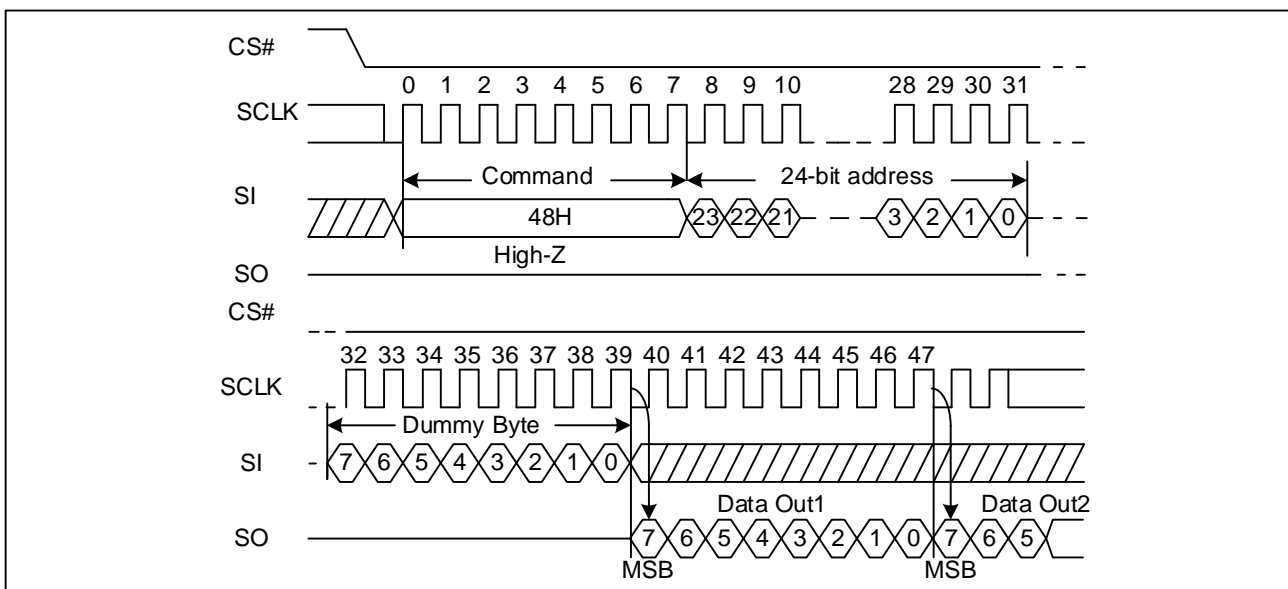 CS#
0 1 2 3 4 5 6 7 8 9 10 28 29 30 31
SCLK
Command 24-bit address
SI
48H 23 22 21 3 2 1 0
High-Z
SO
CS#
32 33 34 35 36 37 38 39 40 41 42 43 44 45 46 47
SCLK
Dummy Byte
SI 7 6 5 4 3 2 1 0
Data Out1 Data Out2
SO 7 6 5 4 3 2 1 0 7 6 5
MSB MSB